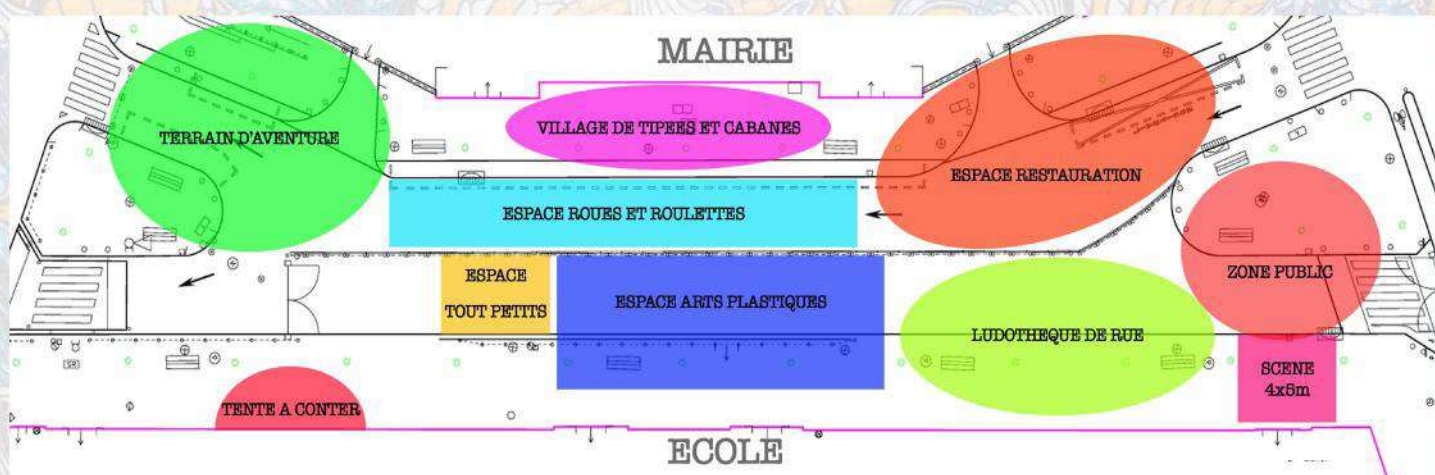 MAIRIE
TERRAIN D'AVENTURE
VILLAGE DE TIPEES ET CABANES
ESPACE RESTAURATION
ESPACE ROUES ET ROULETTES
ESPACE
TOUT PETITS
ESPACE ARTS PLASTIQUES
ZONE PUBLIC
LUDOTHEQUE DE RUE
SCENE
4x5m
TENTE A CONTER
ECOLE